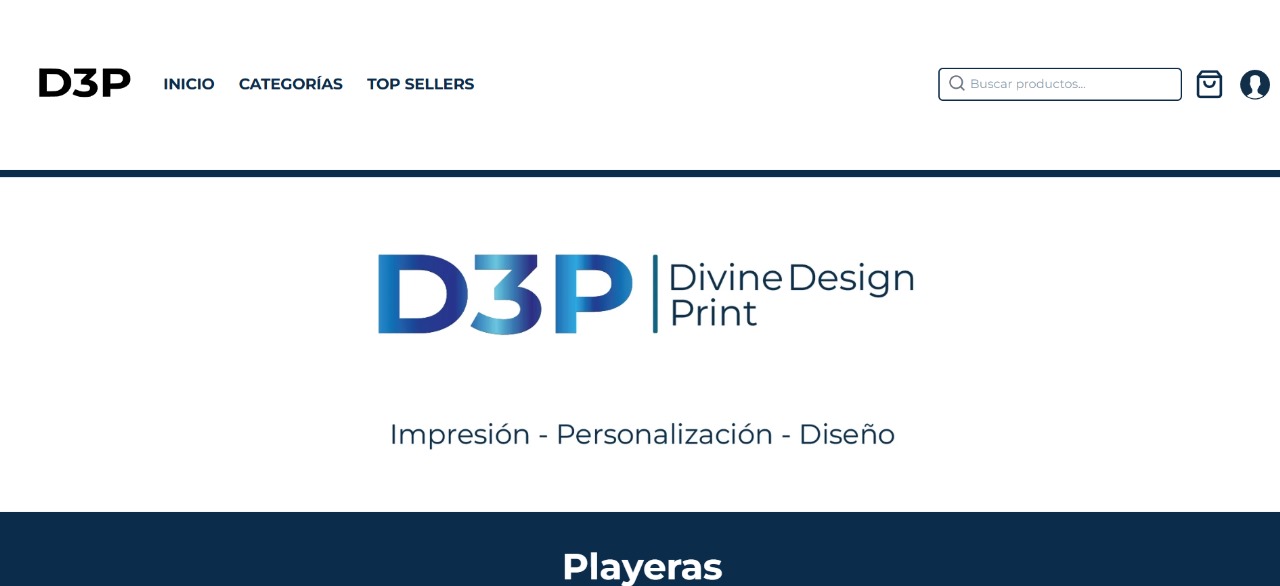 D3P INICIO CATEGORÍAS TOP SELLERS Buscar productos...
D3P
Divine Design
Print
Impresión - Personalización - Diseño
Playeras